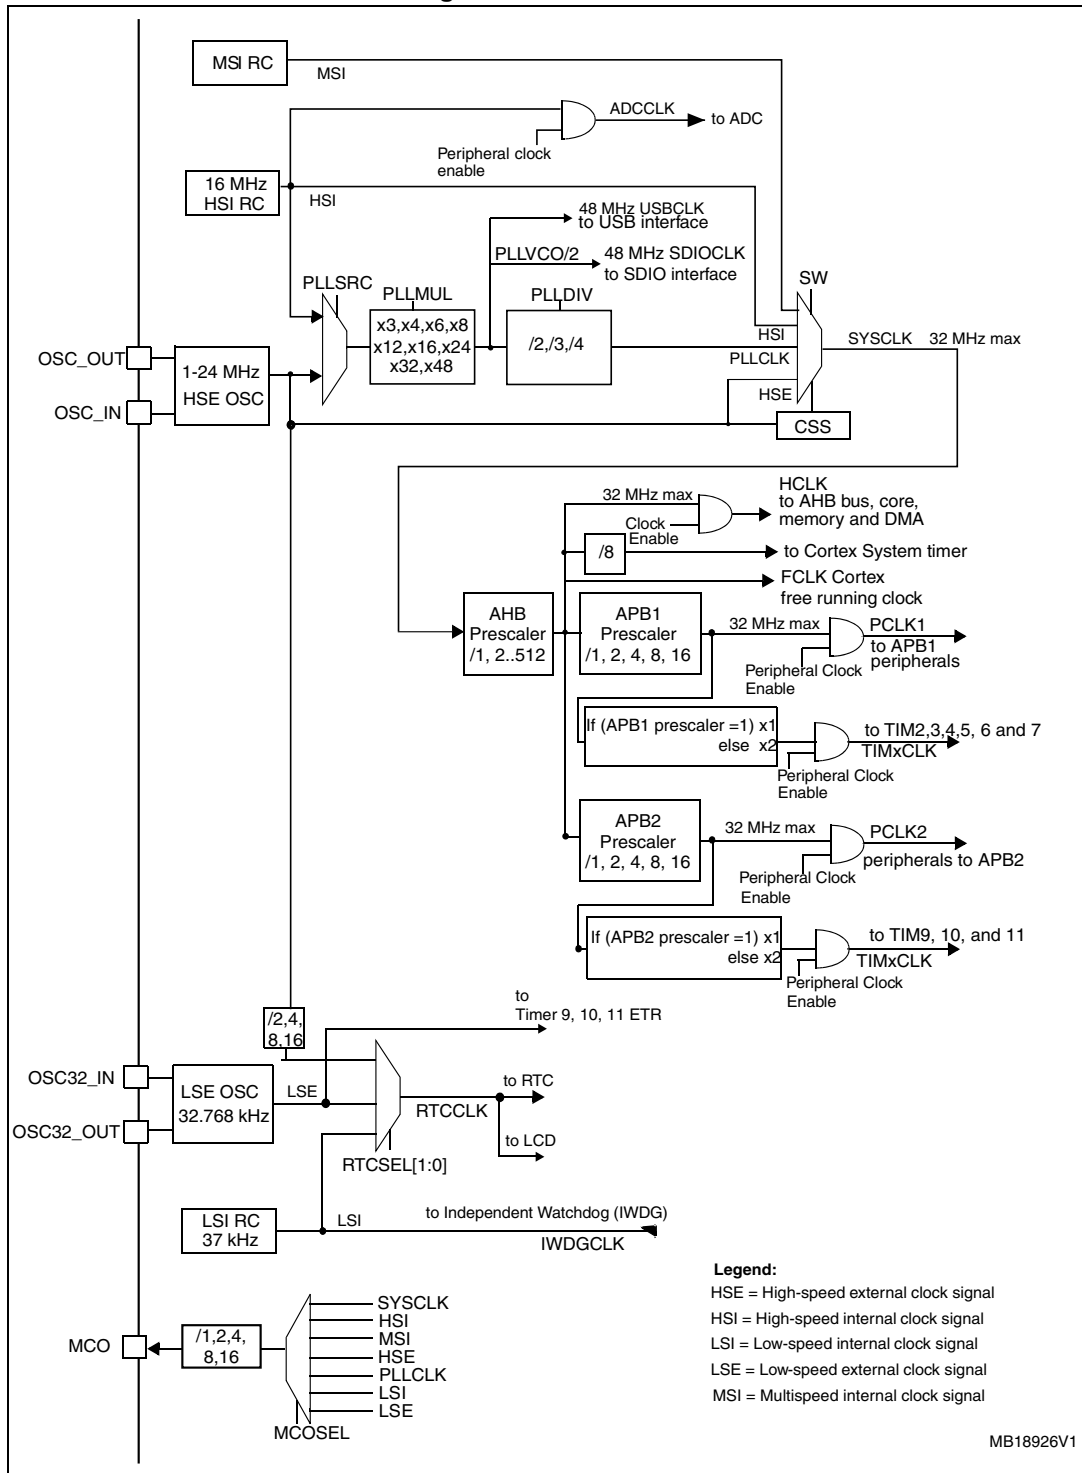 MSI RC
MSI
ADCCLK
to ADC
Peripheral clock
enable
16 MHz
HSI RC
HSI
48 MHz USBCLK
to USB interface
PLLVCO/2
48 MHz SDIOCLK
to SDIO interface
PLLSRC
PLLMUL
PLLDIV
SW
x3,x4,x6,x8
x12,x16,x24
x32,x48
/2,/3,/4
HSI
PLLCLK
HSE
SYSCLK
32 MHz max
OSC_OUT
OSC_IN
1-24 MHz
HSE OSC
CSS
32 MHz max
HCLK
to AHB bus, core,
memory and DMA
Clock
Enable
/8
to Cortex System timer
FCLK Cortex
free running clock
AHB
Prescaler
/1, 2..512
APB1
Prescaler
/1, 2, 4, 8, 16
32 MHz max
PCLK1
to APB1
peripherals
Peripheral Clock
Enable
If (APB1 prescaler =1) x1
else x2
to TIM2,3,4,5, 6 and 7
TIMxCLK
Peripheral Clock
Enable
APB2
Prescaler
/1, 2, 4, 8, 16
32 MHz max
PCLK2
peripherals to APB2
Peripheral Clock
Enable
If (APB2 prescaler =1) x1
else x2
to TIM9, 10, and 11
TIMxCLK
Peripheral Clock
Enable
/2,4,
8,16
to
Timer 9, 10, 11 ETR
OSC32_IN
OSC32_OUT
LSE OSC
32.768 kHz
LSE
to RTC
RTCCLK
to LCD
RTCSEL[1:0]
LSI RC
37 kHz
LSI
to Independent Watchdog (IWDG)
IWDGCLK
MCO
/1,2,4,
8,16
SYSCLK
HSI
MSI
HSE
PLLCLK
LSI
LSE
MCOSEL
Legend:
HSE = High-speed external clock signal
HSI = High-speed internal clock signal
LSI = Low-speed internal clock signal
LSE = Low-speed external clock signal
MSI = Multispeed internal clock signal
MB18926V1